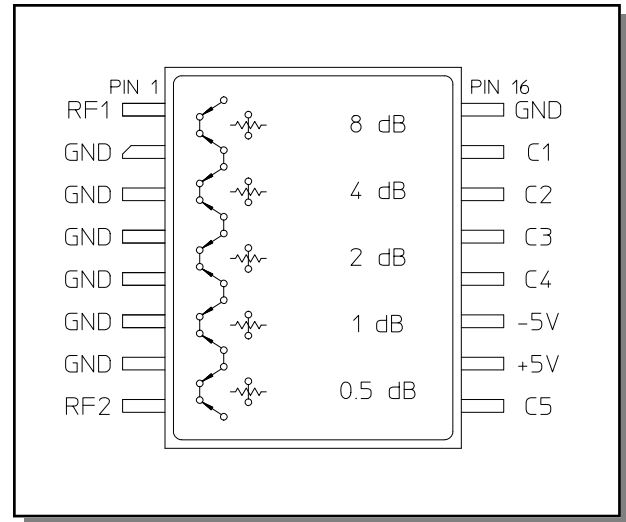 PIN 1 PIN 16
RF1 8 dB GND
GND C1
GND 4 dB C2
GND 2 dB C3
GND C4
GND 1 dB -5V
GND 0.5 dB +5V
RF2 C5